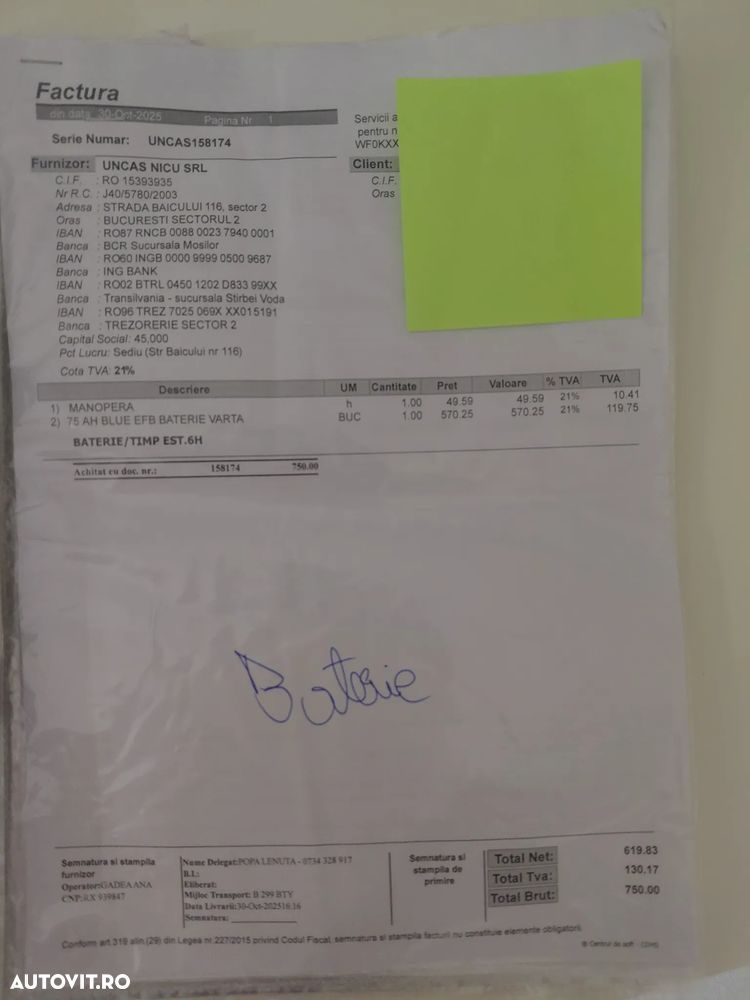 Factura
din data 30-Oct-2025 Pagina Nr 1
Serie Numar: UNCAS158174
Servicii a
pentru n
WF0KXX
Furnizor: UNCAS NICU SRL
C.I.F. : RO 15393935
Nr R.C. : J40/5780/2003
Adresa : STRADA BAICULUI 116, sector 2
Oras : BUCURESTI SECTORUL 2
IBAN : RO87 RNCB 0088 0023 7940 0001
Banca : BCR Sucursala Mosilor
IBAN : RO60 INGB 0000 9999 0500 9687
Banca : ING BANK
IBAN : RO02 BTRL 0450 1202 D833 99XX
Banca : Transilvania - sucursala Stirbei Voda
IBAN : RO96 TREZ 7025 069X XX015191
Banca : TREZORERIE SECTOR 2
Capital Social: 45,000
Pct Lucru: Sediu (Str Baicului nr 116)
Cota TVA: 21%
Client:
C.I.F.
Oras
Descriere UM Cantitate Pret Valoare % TVA TVA
1) MANOPERA h 1.00 49.59 49.59 21% 10.41
2) 75 AH BLUE EFB BATERIE VARTA BUC 1.00 570.25 570.25 21% 119.75
BATERIE/TIMP EST.6H
Achitat cu doc. nr.: 158174 750.00
Baterie
Semnatura si stampila
furnizor
Operator:GADEA ANA
CNP:RX 939847
Nume Delegat:POPA LENUTA - 0734 328 917
B.I.:
Eliberat:
Mijloc Transport: B 299 BTY
Data Livrarii:30-Oct-202516:16
Semnatura:
Semnatura si
stampila de
primire
Total Net: 619.83
Total Tva: 130.17
Total Brut: 750.00
Conform art.319 alin.(29) din Legea nr.227/2015 privind Codul Fiscal, semnatura si stampila facturii nu constituie elemente obligatorii.
AUTOVIT.RO